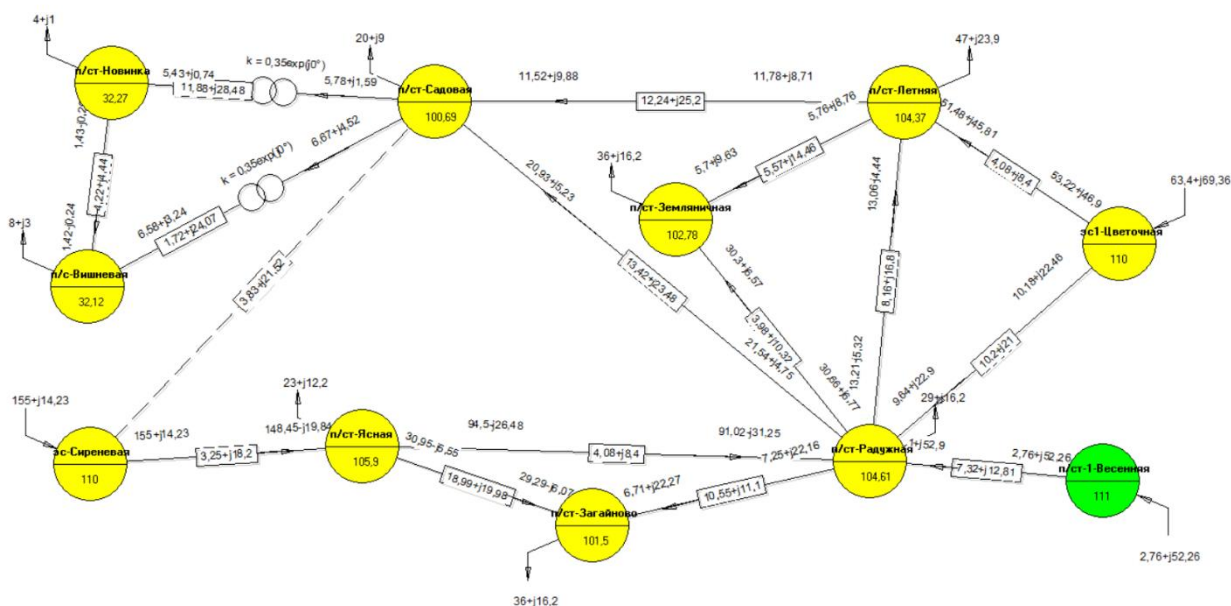 4+j1
п/ст-Новинка
32,27
5,43+j0,74
11,88+j28,48
k = 0,35exp(j0°)
5,78+j1,59
20+j9
п/ст-Садовая
100,69
11,52+j9,88
12,24+j25,2
11,78+j8,71
47+j23,9
п/ст-Летняя
104,37
1,43-j0,2
4,22+j4,44
1,42-j0,24
k = 0,35exp(j0°)
6,67+j4,52
6,58+j3,24
1,72+j24,07
8+j3
п/с-Вишневая
32,12
5,76+j8,76
5,57+j14,46
5,7+j9,63
36+j16,2
п/ст-Земляничная
102,78
51,48+j45,81
4,08+j8,4
59,22+j46,9
63,4+j69,36
эс1-Цветочная
110
20,93+j5,23
13,42+j23,48
21,54+j4,75
30,3+j6,57
3,98+j10,32
30,66+j6,77
13,06-j4,44
8,16+j16,8
13,21-j5,32
10,18+j22,46
10,2+j21
9,64+j22,9
3,83+j21,52
155+j14,23
эс-Сиреневая
110
155+j14,23
3,25+j18,2
148,45-j19,84
23+j12,2
п/ст-Ясная
105,9
94,5-j26,48
4,08+j8,4
91,02-j31,25
30,95-j6,55
18,99+j19,98
29,29-j6,07
п/ст-Загайново
101,5
36+j16,2
6,71+j22,27
10,55+j11,1
7,25+j22,16
29+j16,2
п/ст-Радужная
104,61
1+j52,9
7,32+j12,81
2,76+j52,26
п/ст-1-Весенняя
111
2,76+j52,26